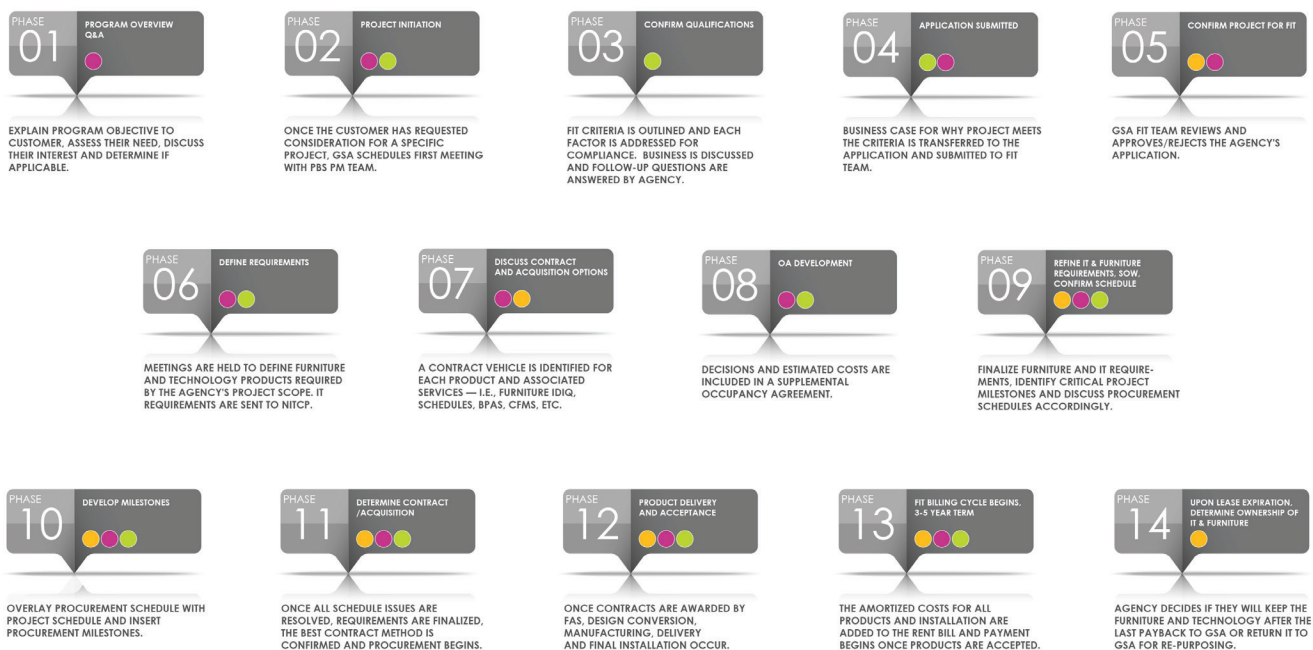 PHASE
01
PROGRAM OVERVIEW
Q&A
EXPLAIN PROGRAM OBJECTIVE TO
CUSTOMER, ASSESS THEIR NEED, DISCUSS
THEIR INTEREST AND DETERMINE IF
APPLICABLE.
PHASE
02
PROJECT INITIATION
ONCE THE CUSTOMER HAS REQUESTED
CONSIDERATION FOR A SPECIFIC
PROJECT, GSA SCHEDULES FIRST MEETING
WITH PBS PM TEAM.
PHASE
03
CONFIRM QUALIFICATIONS
FIT CRITERIA IS OUTLINED AND EACH
FACTOR IS ADDRESSED FOR
COMPLIANCE. BUSINESS IS DISCUSSED
AND FOLLOW-UP QUESTIONS ARE
ANSWERED BY AGENCY.
PHASE
04
APPLICATION SUBMITTED
BUSINESS CASE FOR WHY PROJECT MEETS
THE CRITERIA IS TRANSFERRED TO THE
APPLICATION AND SUBMITTED TO FIT
TEAM.
PHASE
05
CONFIRM PROJECT FOR FIT
GSA FIT TEAM REVIEWS AND
APPROVES/REJECTS THE AGENCY'S
APPLICATION.
PHASE
06
DEFINE REQUIREMENTS
MEETINGS ARE HELD TO DEFINE FURNITURE
AND TECHNOLOGY PRODUCTS REQUIRED
BY THE AGENCY'S PROJECT SCOPE. IT
REQUIREMENTS ARE SENT TO NITCP.
PHASE
07
DISCUSS CONTRACT
AND ACQUISITION OPTIONS
A CONTRACT VEHICLE IS IDENTIFIED FOR
EACH PRODUCT AND ASSOCIATED
SERVICES — I.E., FURNITURE IDIQ,
SCHEDULES, BPAS, CFMS, ETC.
PHASE
08
OA DEVELOPMENT
DECISIONS AND ESTIMATED COSTS ARE
INCLUDED IN A SUPPLEMENTAL
OCCUPANCY AGREEMENT.
PHASE
09
REFINE IT & FURNITURE
REQUIREMENTS, SOW,
CONFIRM SCHEDULE
FINALIZE FURNITURE AND IT REQUIRE-
MENTS, IDENTIFY CRITICAL PROJECT
MILESTONES AND DISCUSS PROCUREMENT
SCHEDULES ACCORDINGLY.
PHASE
10
DEVELOP MILESTONES
OVERLAY PROCUREMENT SCHEDULE WITH
PROJECT SCHEDULE AND INSERT
PROCUREMENT MILESTONES.
PHASE
11
DETERMINE CONTRACT
/ACQUISITION
ONCE ALL SCHEDULE ISSUES ARE
RESOLVED, REQUIREMENTS ARE FINALIZED,
THE BEST CONTRACT METHOD IS
CONFIRMED AND PROCUREMENT BEGINS.
PHASE
12
PRODUCT DELIVERY
AND ACCEPTANCE
ONCE CONTRACTS ARE AWARDED BY
FAS, DESIGN CONVERSION,
MANUFACTURING, DELIVERY
AND FINAL INSTALLATION OCCUR.
PHASE
13
FIT BILLING CYCLE BEGINS,
3-5 YEAR TERM
THE AMORTIZED COSTS FOR ALL
PRODUCTS AND INSTALLATION ARE
ADDED TO THE RENT BILL AND PAYMENT
BEGINS ONCE PRODUCTS ARE ACCEPTED.
PHASE
14
UPON LEASE EXPIRATION,
DETERMINE OWNERSHIP OF
IT & FURNITURE
AGENCY DECIDES IF THEY WILL KEEP THE
FURNITURE AND TECHNOLOGY AFTER THE
LAST PAYBACK TO GSA OR RETURN IT TO
GSA FOR RE-PURPOSING.